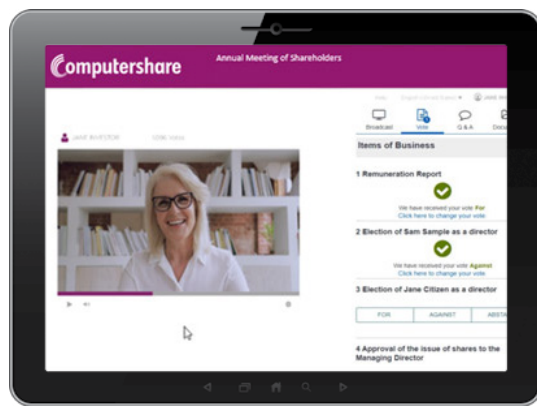 Computershare
Annual Meeting of Shareholders
JANE INVESTOR
Broadcast
Vote
Q & A
Items of Business
1 Remuneration Report
We have received your vote For
Click here to change your vote
2 Election of Sam Sample as a director
We have received your vote Against
Click here to change your vote
3 Election of Jane Citizen as a director
FOR
AGAINST
4 Approval of the issue of shares to the
Managing Director